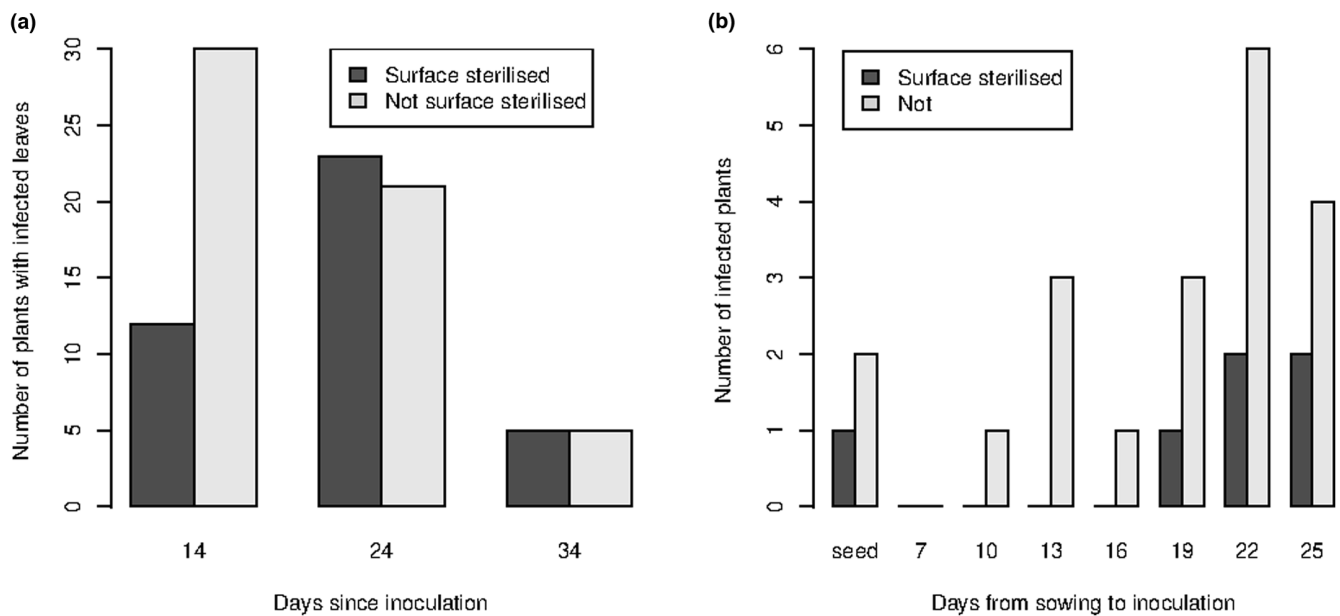 (a)
Number of plants with infected leaves
30
25
20
15
10
5
0
Surface sterilised
Not surface sterilised
14 24 34
Days since inoculation
(b)
Number of infected plants
6
5
4
3
2
1
0
Surface sterilised
Not
seed 7 10 13 16 19 22 25
Days from sowing to inoculation